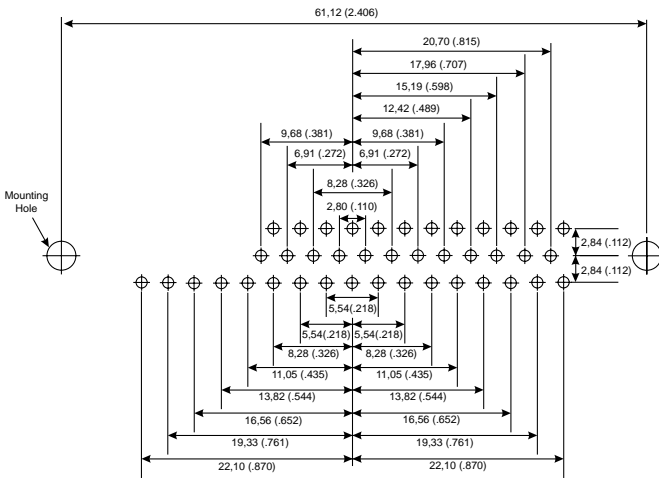 61,12 (2.406)
20,70 (.815)
17,96 (.707)
15,19 (.598)
12,42 (.489)
9,68 (.381) 9,68 (.381)
6,91 (.272) 6,91 (.272)
8,28 (.326)
2,80 (.110)
Mounting
Hole
2,84 (.112)
2,84 (.112)
5,54(.218)
5,54(.218) 5,54(.218)
8,28 (.326) 8,28 (.326)
11,05 (.435) 11,05 (.435)
13,82 (.544) 13,82 (.544)
16,56 (.652) 16,56 (.652)
19,33 (.761) 19,33 (.761)
22,10 (.870) 22,10 (.870)